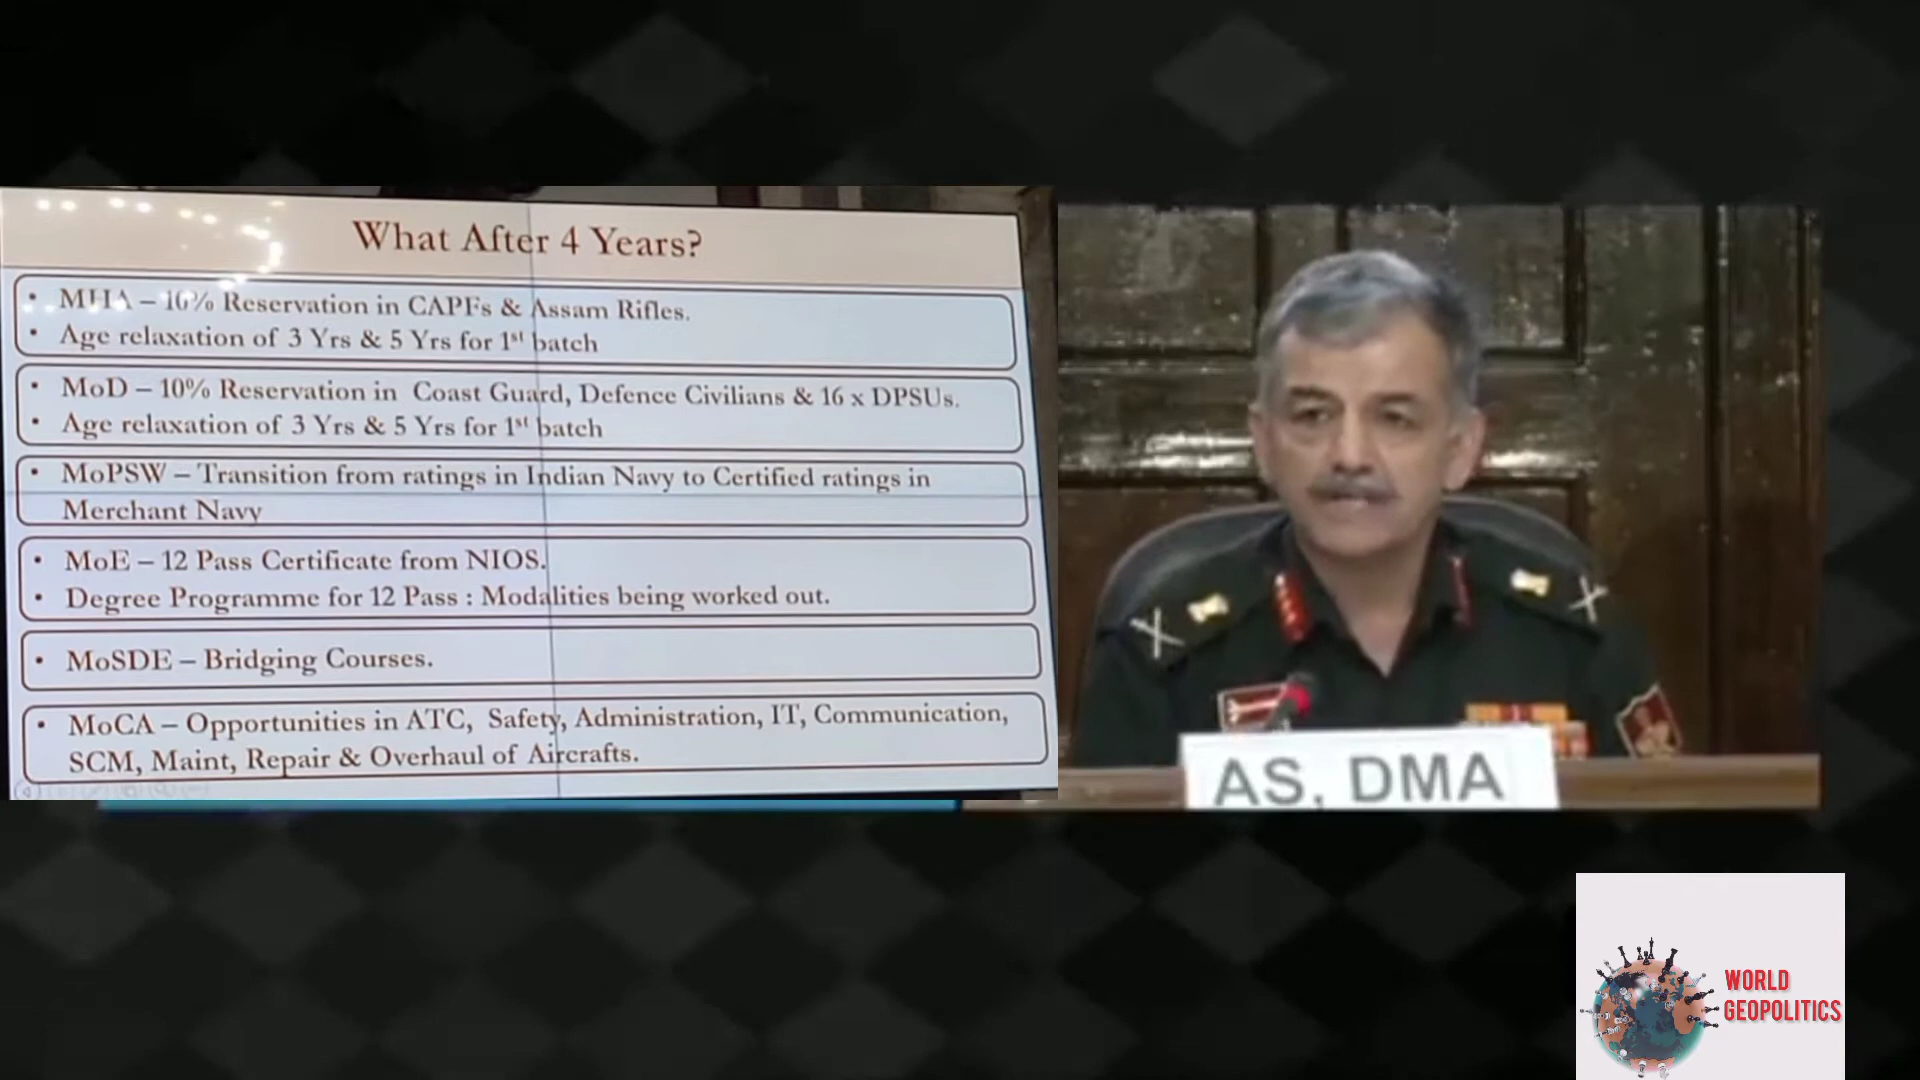 What After 4 Years?
• MHA – 10% Reservation in CAPFs & Assam Rifles.
• Age relaxation of 3 Yrs & 5 Yrs for 1st batch
• MoD – 10% Reservation in Coast Guard, Defence Civilians & 16 x DPSUs.
• Age relaxation of 3 Yrs & 5 Yrs for 1st batch
• MoPSW – Transition from ratings in Indian Navy to Certified ratings in
Merchant Navy
• MoE – 12 Pass Certificate from NIOS.
• Degree Programme for 12 Pass : Modalities being worked out.
• MoSDE – Bridging Courses.
• MoCA – Opportunities in ATC, Safety, Administration, IT, Communication,
SCM, Maint, Repair & Overhaul of Aircrafts.
AS, DMA
WORLD
GEOPOLITICS